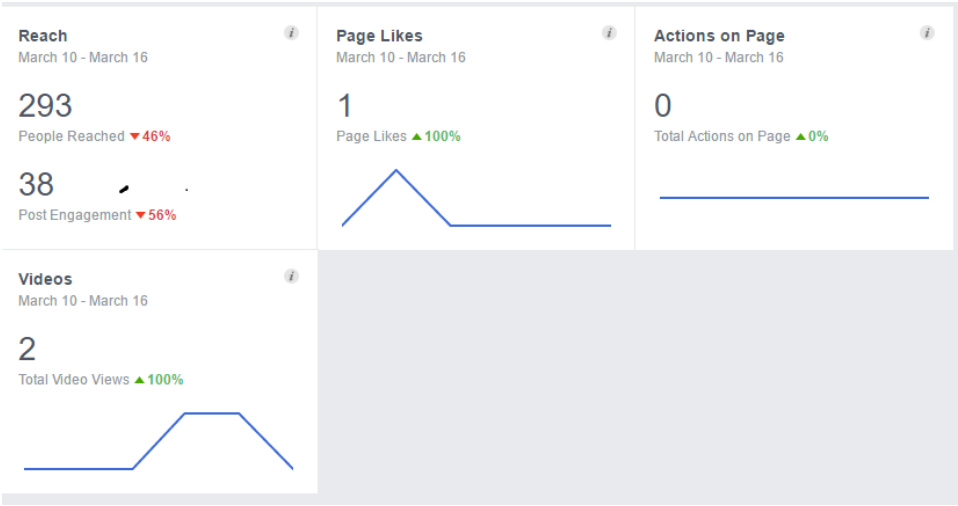 Reach
March 10 - March 16
293
People Reached ▼46%
38
Post Engagement ▼56%
Page Likes
March 10 - March 16
1
Page Likes ▲100%
Actions on Page
March 10 - March 16
0
Total Actions on Page ▲0%
Videos
March 10 - March 16
2
Total Video Views ▲100%